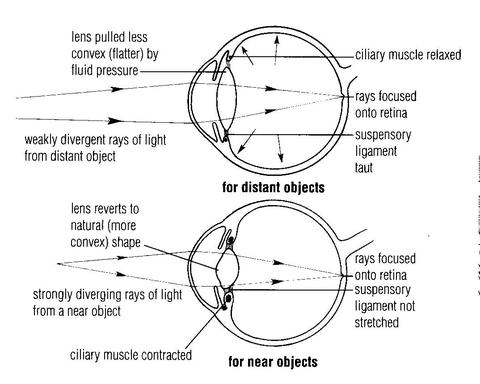 lens pulled less
convex (flatter) by
fluid pressure
ciliary muscle relaxed
rays focused
onto retina
weakly divergent rays of light
from distant object
suspensory
ligament
taut
for distant objects
lens reverts to
natural (more
convex) shape
rays focused
onto retina
strongly diverging rays of light
from a near object
suspensory
ligament not
stretched
ciliary muscle contracted
for near objects